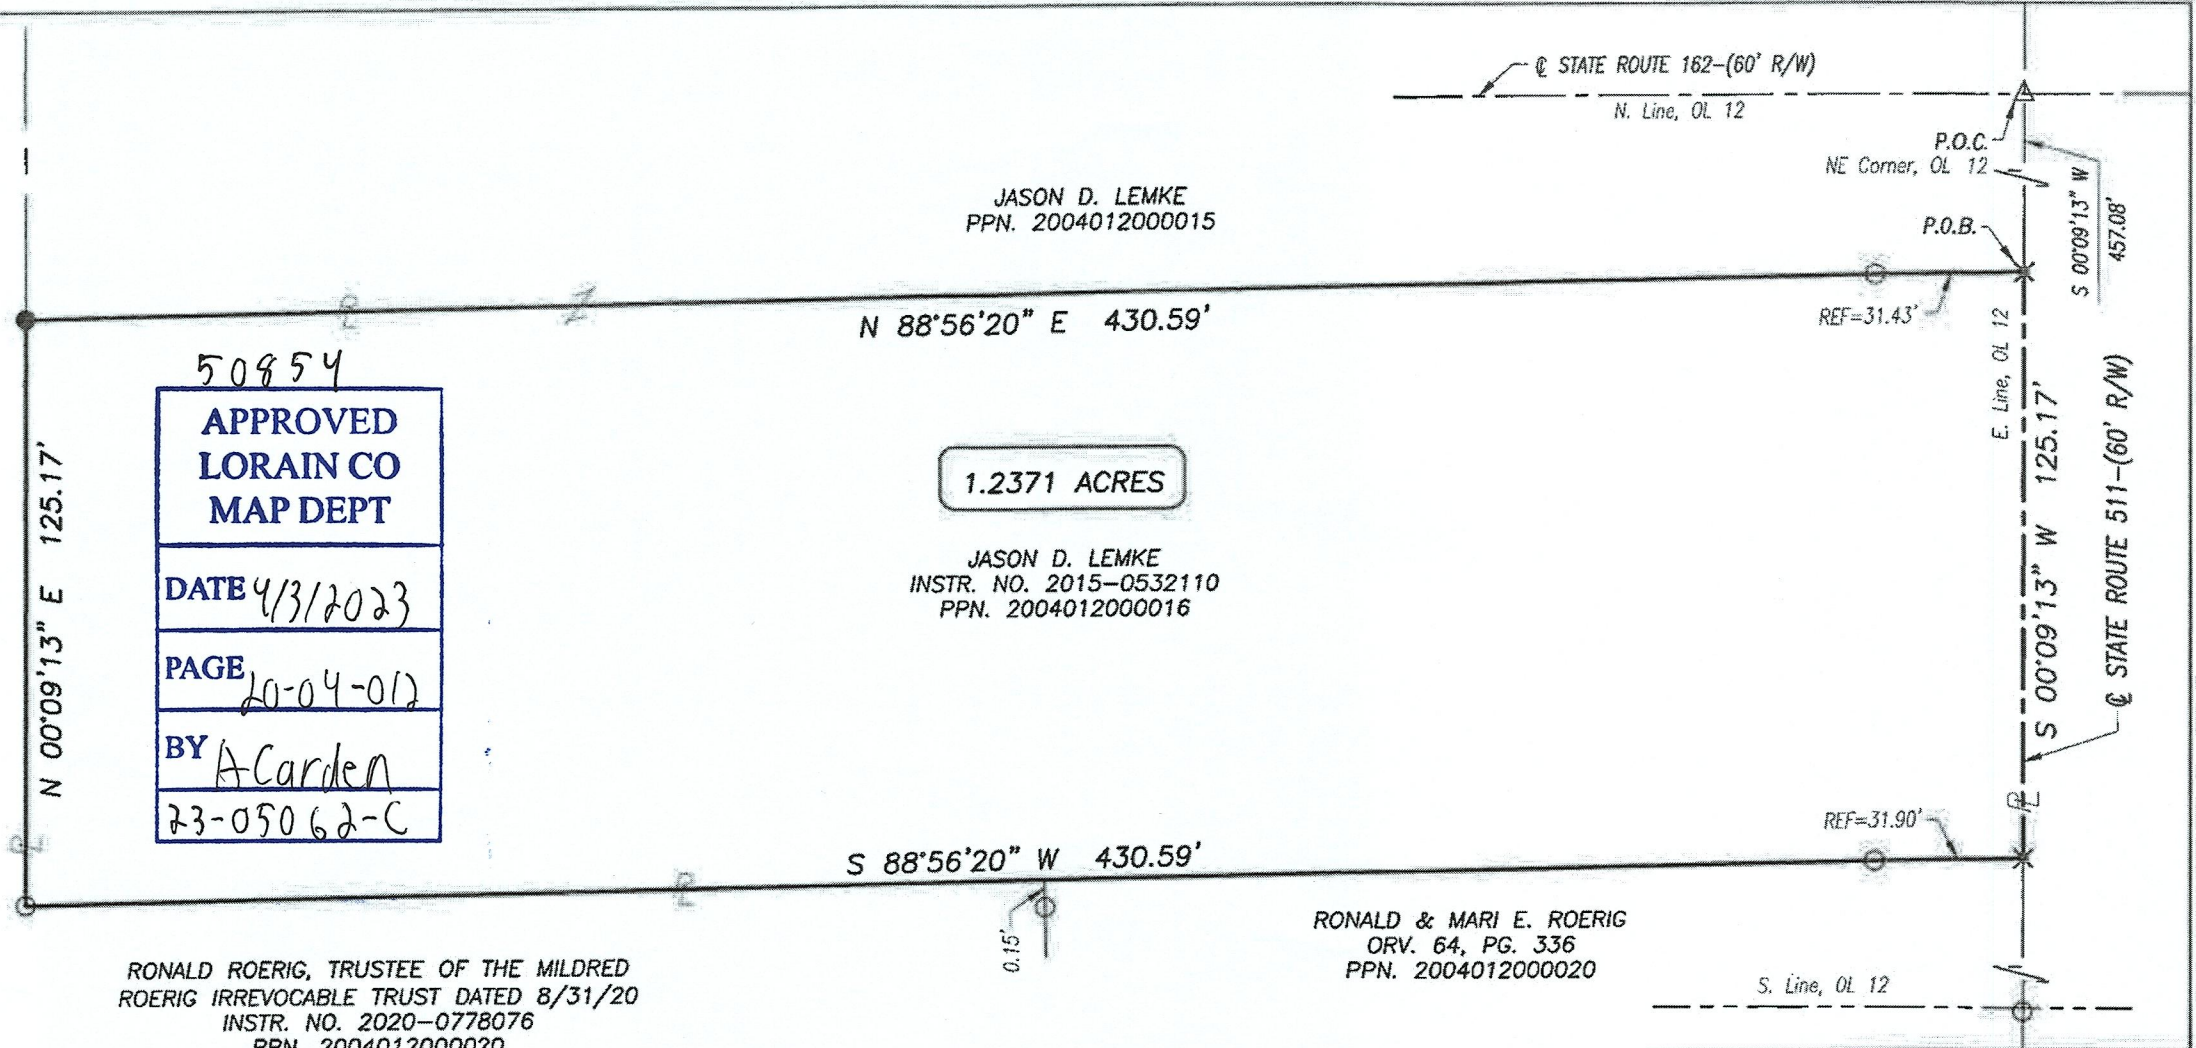 ℄ STATE ROUTE 162-(60' R/W)
N. Line, OL 12
P.O.C.
NE Corner, OL 12
S 00°09'13" W
457.08'
JASON D. LEMKE
PPN. 2004012000015
P.O.B.
REF=31.43'
N 88°56'20" E 430.59'
E. Line, OL 12
50854
APPROVED
LORAIN CO
MAP DEPT
DATE 4/3/2023
PAGE 20-04-012
BY A Carden
23-05062-C
N 00°09'13" E 125.17'
1.2371 ACRES
JASON D. LEMKE
INSTR. NO. 2015-0532110
PPN. 2004012000016
S 00°09'13" W 125.17'
℄ STATE ROUTE 511-(60' R/W)
REF=31.90'
S 88°56'20" W 430.59'
0.15'
RONALD & MARI E. ROERIG
ORV. 64, PG. 336
PPN. 2004012000020
RONALD ROERIG, TRUSTEE OF THE MILDRED
ROERIG IRREVOCABLE TRUST DATED 8/31/20
INSTR. NO. 2020-0778076
PPN. 2004012000020
S. Line, OL 12